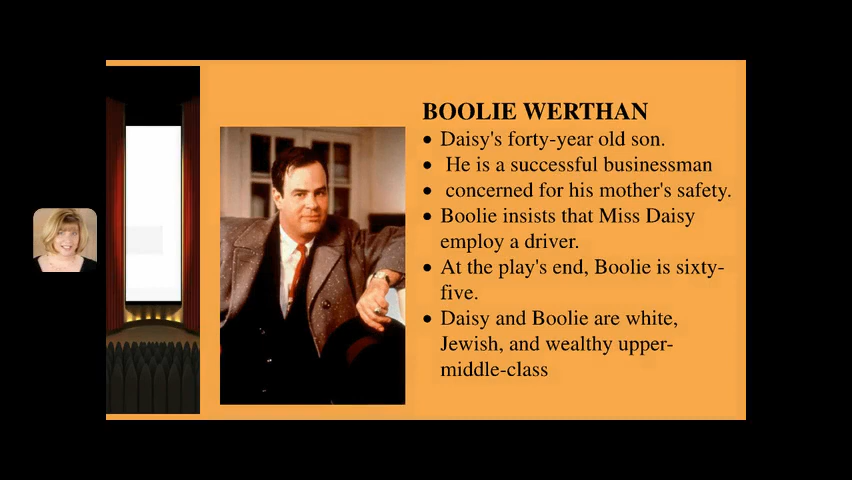 BOOLIE WERTHAN
• Daisy's forty-year old son.
• He is a successful businessman
• concerned for his mother's safety.
• Boolie insists that Miss Daisy
employ a driver.
• At the play's end, Boolie is sixty-
five.
• Daisy and Boolie are white,
Jewish, and wealthy upper-
middle-class